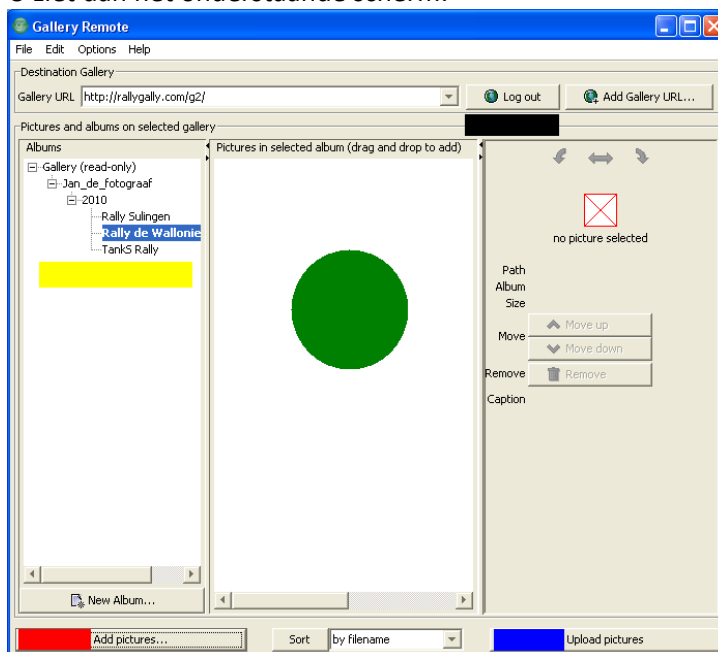 Gallery Remote
File Edit Options Help
Destination Gallery
Gallery URL http://rallygally.com/g2/ Log out Add Gallery URL...
Pictures and albums on selected gallery
Albums
Pictures in selected album (drag and drop to add)
Gallery (read-only)
Jan_de_fotograaf
2010
Rally Sulingen
Rally de Wallonie
TankS Rally
New Album...
no picture selected
Path
Album
Size
Move Move up
Move down
Remove Remove
Caption
Add pictures... Sort by filename Upload pictures